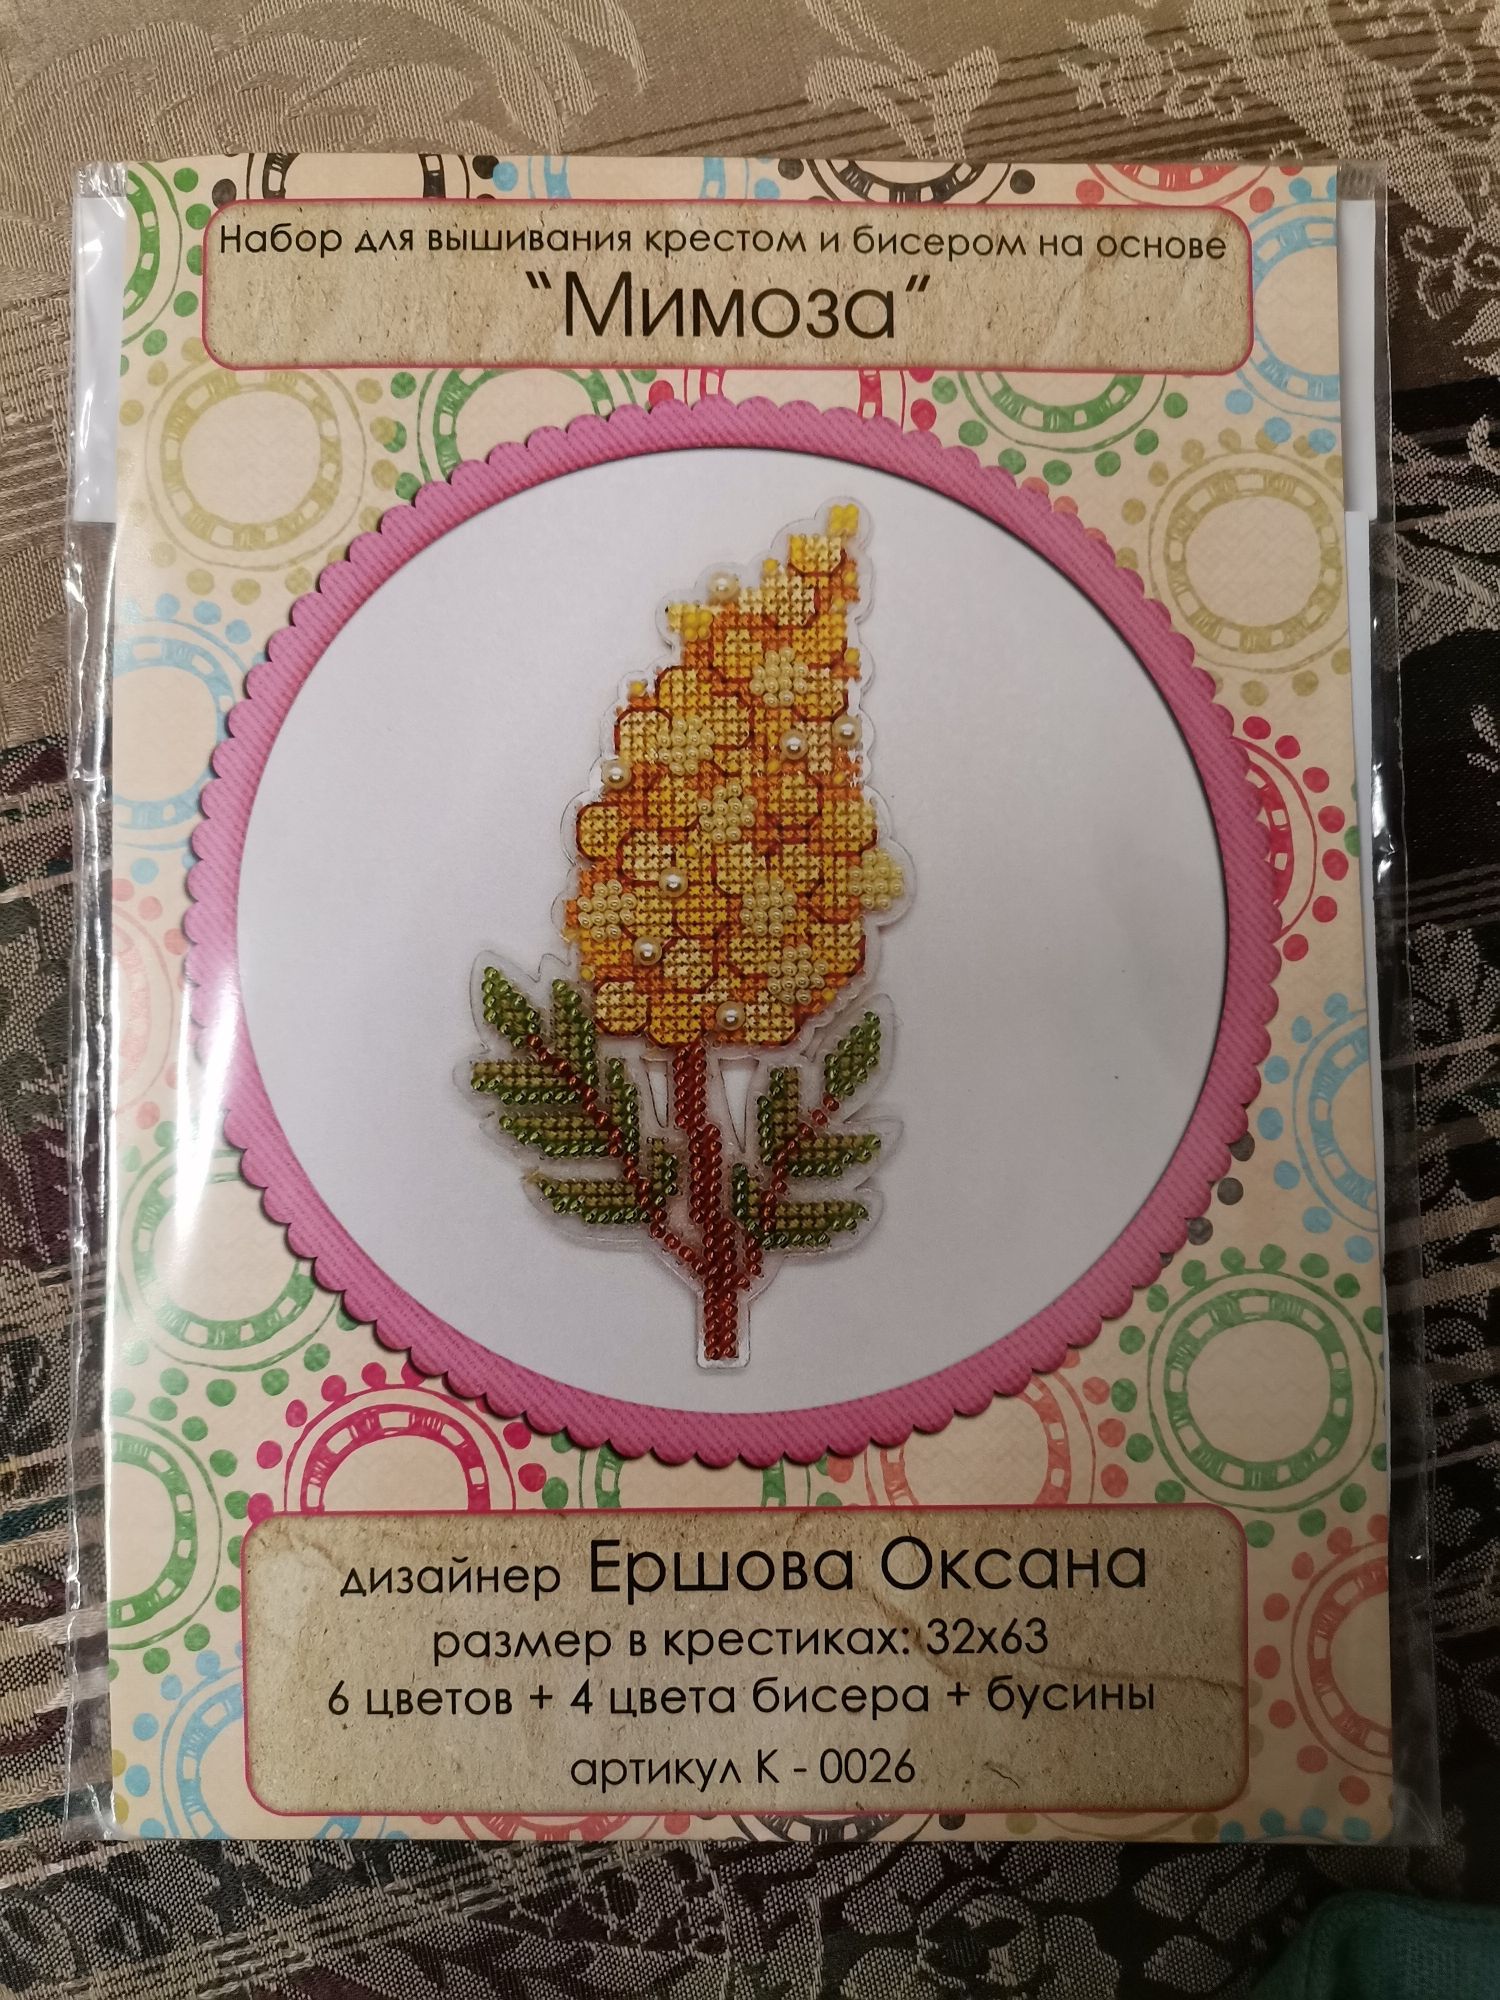 Набор для вышивания крестом и бисером на основе
"Мимоза"
дизайнер Ершова Оксана
размер в крестиках: 32х63
6 цветов + 4 цвета бисера + бусины
артикул К - 0026